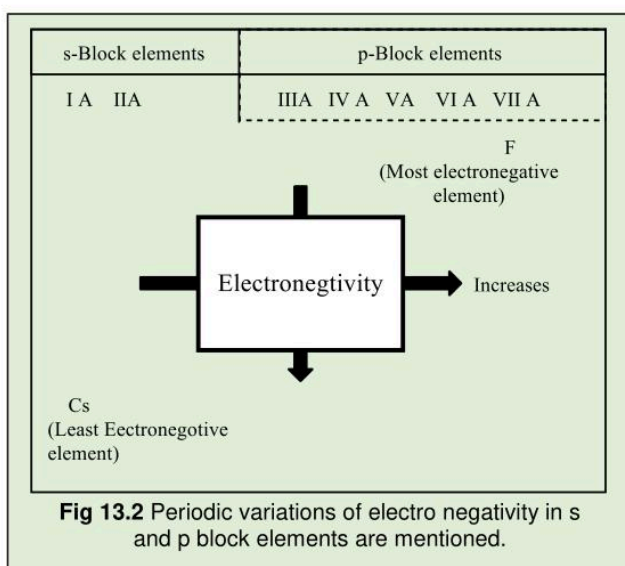 s-Block elements p-Block elements
I A IIA IIIA IV A VA VI A VII A
F
(Most electronegative
element)
Electronegtivity
Increases
Cs
(Least Eectronegotive
element)
Fig 13.2 Periodic variations of electro negativity in s
and p block elements are mentioned.